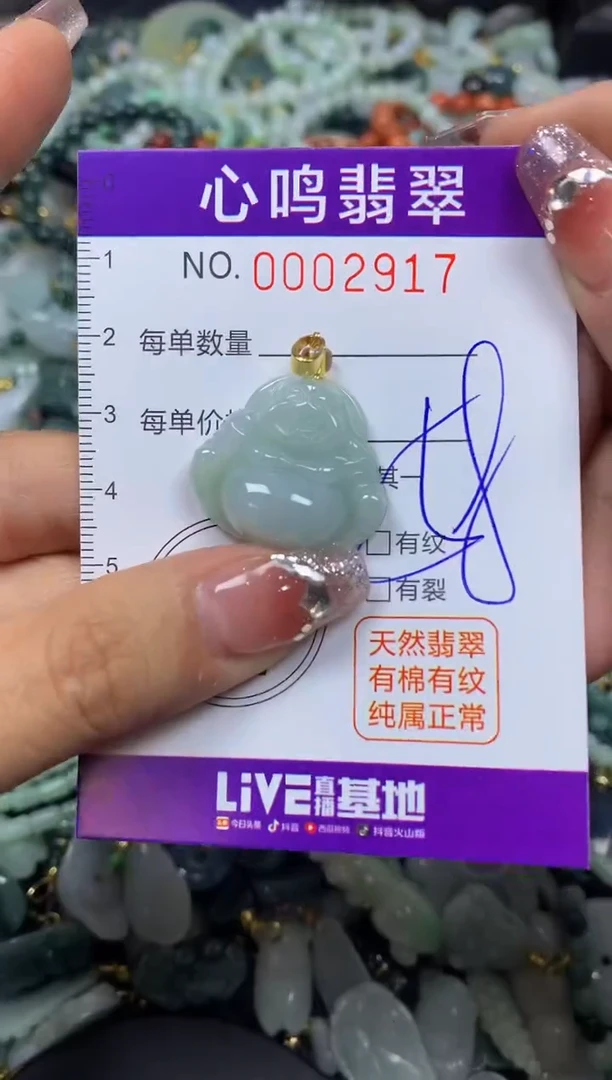 心鸣翡翠
NO. 0002917
1
2
每单数量
3
每单价
其一
4
5
□有纹
□有裂
天然翡翠
有棉有纹
纯属正常
LiVE直播基地
今日头条 抖音 西瓜视频 抖音火山版